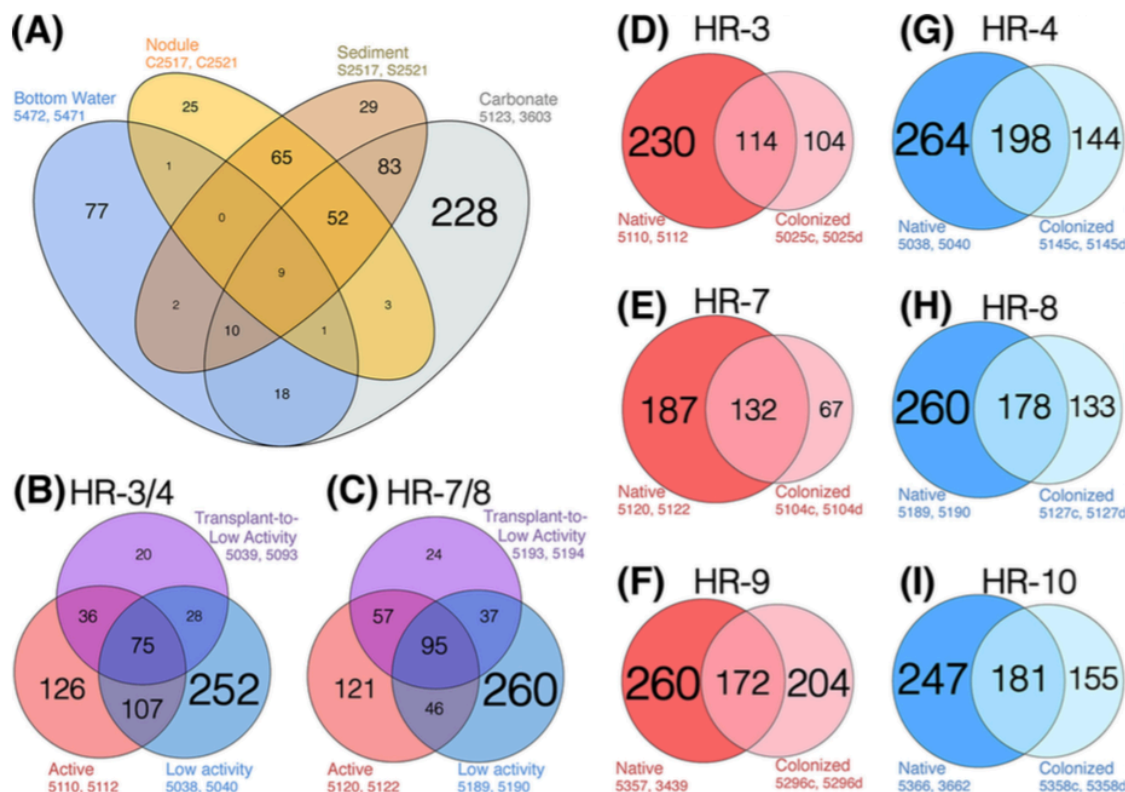 (A)
Nodule
C2517, C2521
Sediment
S2517, S2521
Bottom Water
5472, 5471
Carbonate
5123, 3603
25
29
1
65
83
77
0
52
228
9
2
10
1
3
18
(B) HR-3/4
Transplant-to-
Low Activity
5039, 5093
20
36
28
75
126
107
252
Active
5110, 5112
Low activity
5038, 5040
(C) HR-7/8
Transplant-to-
Low Activity
5193, 5194
24
57
37
95
121
46
260
Active
5120, 5122
Low activity
5189, 5190
(D) HR-3
230
114
104
Native
5110, 5112
Colonized
5025c, 5025d
(E) HR-7
187
132
67
Native
5120, 5122
Colonized
5104c, 5104d
(F) HR-9
260
172
204
Native
5357, 3439
Colonized
5296c, 5296d
(G) HR-4
264
198
144
Native
5038, 5040
Colonized
5145c, 5145d
(H) HR-8
260
178
133
Native
5189, 5190
Colonized
5127c, 5127d
(I) HR-10
247
181
155
Native
5366, 3662
Colonized
5358c, 5358d